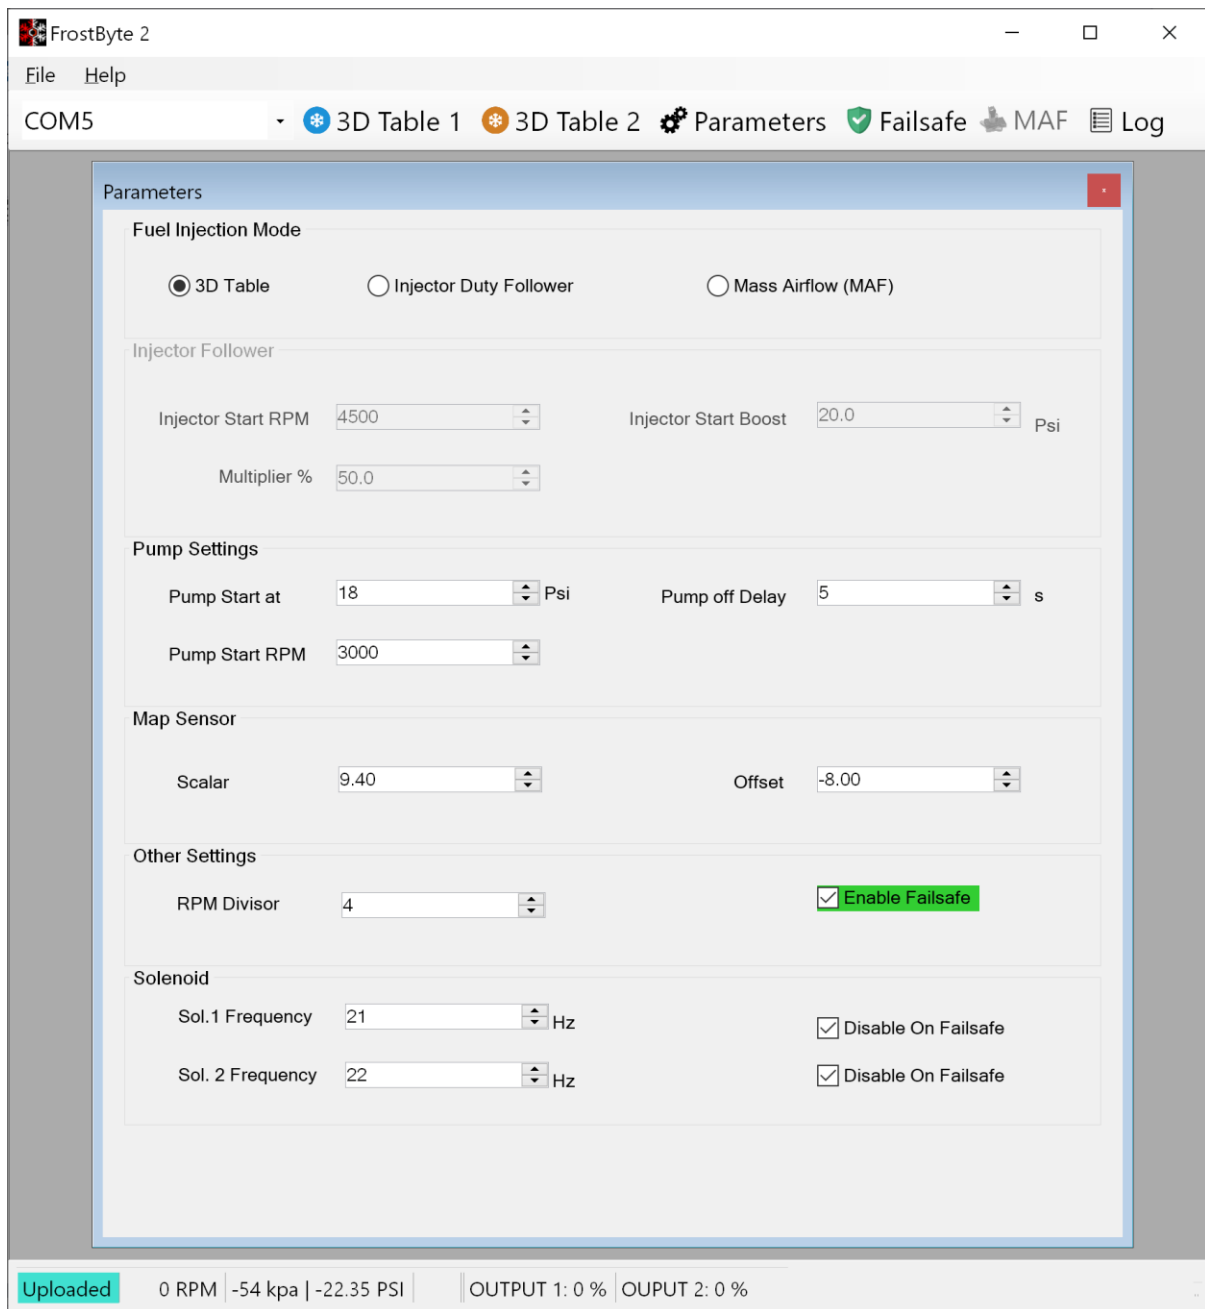 FrostByte 2
File Help
COM5 3D Table 1 3D Table 2 Parameters Failsafe MAF Log
Parameters
Fuel Injection Mode
3D Table Injector Duty Follower Mass Airflow (MAF)
Injector Follower
Injector Start RPM 4500 Injector Start Boost 20.0 Psi
Multiplier % 50.0
Pump Settings
Pump Start at 18 Psi Pump off Delay 5 s
Pump Start RPM 3000
Map Sensor
Scalar 9.40 Offset -8.00
Other Settings
RPM Divisor 4 Enable Failsafe
Solenoid
Sol.1 Frequency 21 Hz Disable On Failsafe
Sol. 2 Frequency 22 Hz Disable On Failsafe
Uploaded 0 RPM -54 kpa | -22.35 PSI OUTPUT 1: 0 % OUPUT 2: 0 %